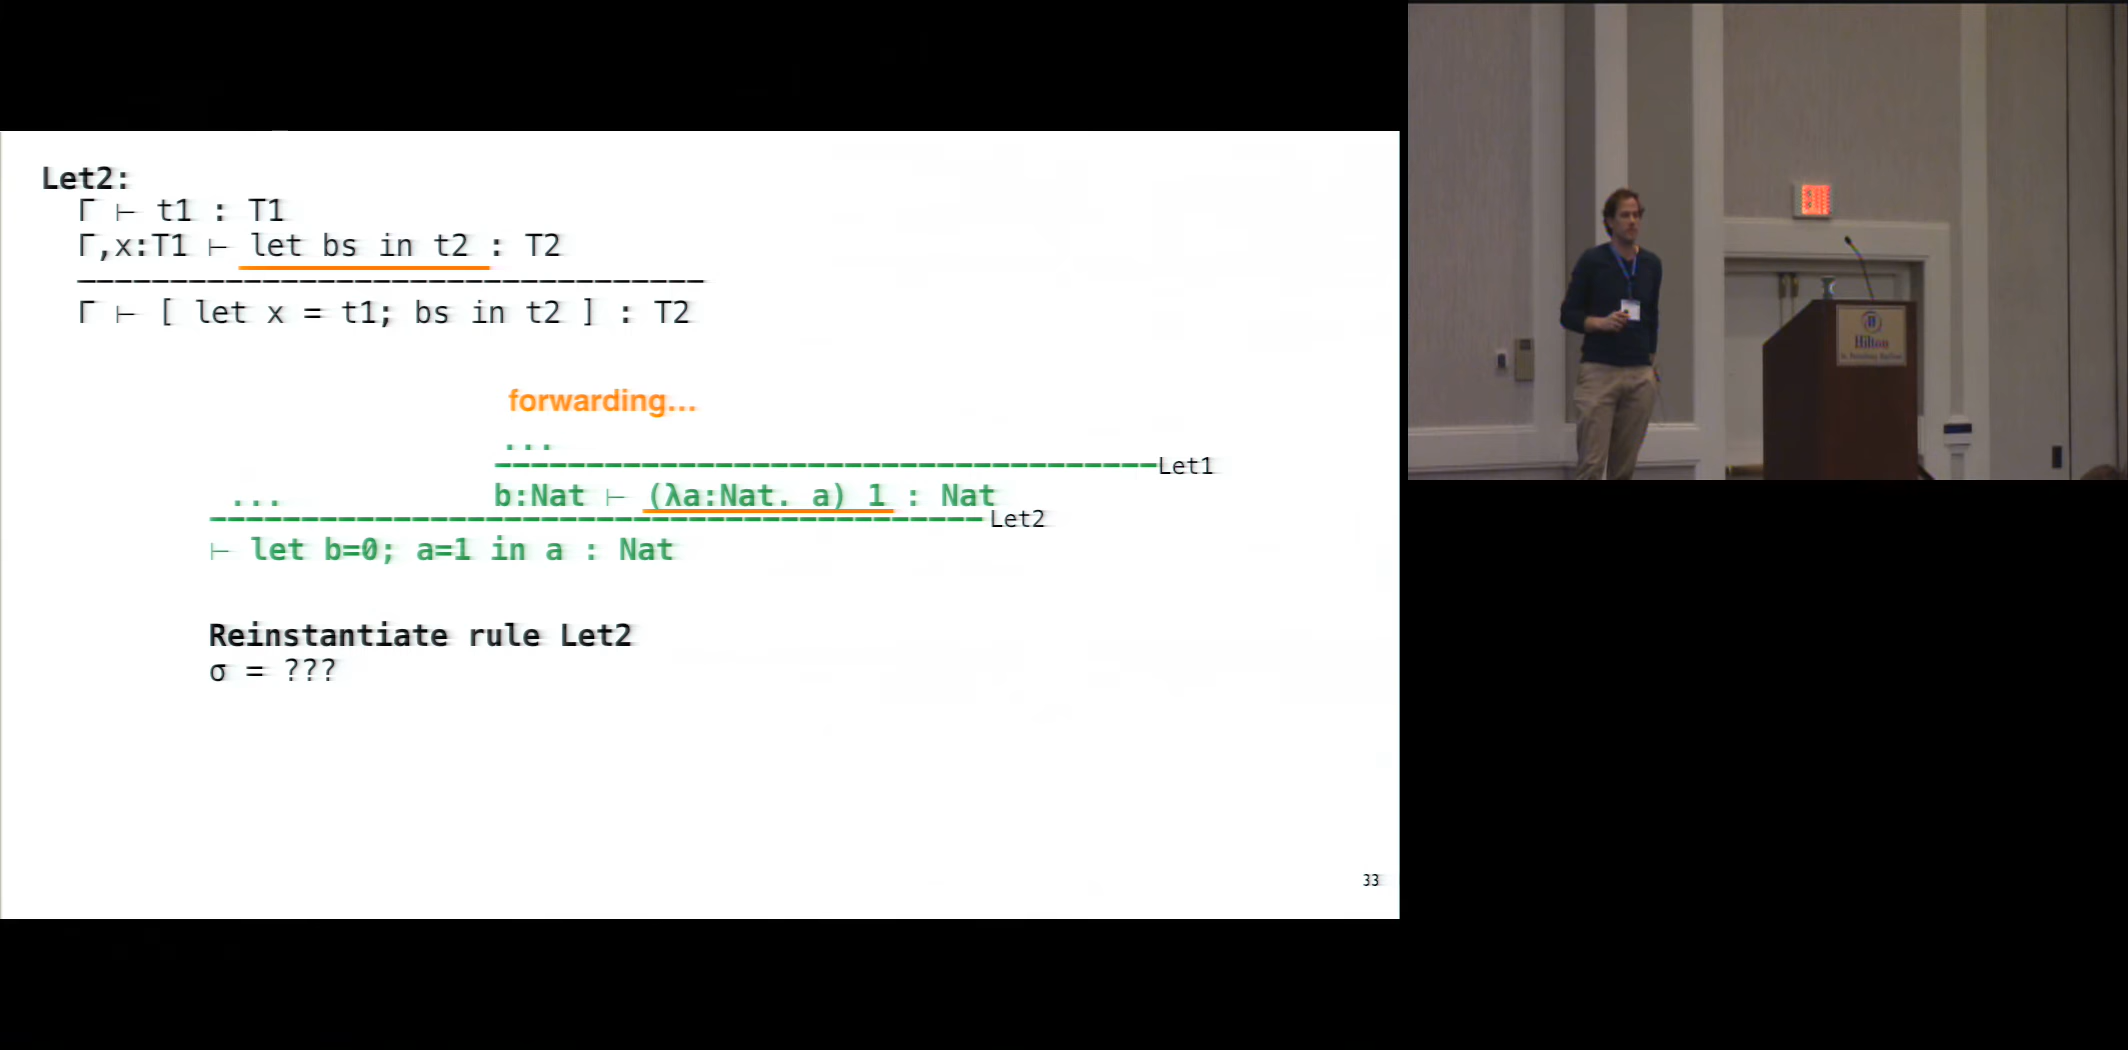 Let2:
Γ ⊢ t1 : T1
Γ,x:T1 ⊢ let bs in t2 : T2
Γ ⊢ [ let x = t1; bs in t2 ] : T2
forwarding...
...
Let1
... b:Nat ⊢ (λa:Nat. a) 1 : Nat
Let2
⊢ let b=0; a=1 in a : Nat
Reinstantiate rule Let2
σ = ???
33
Hilton